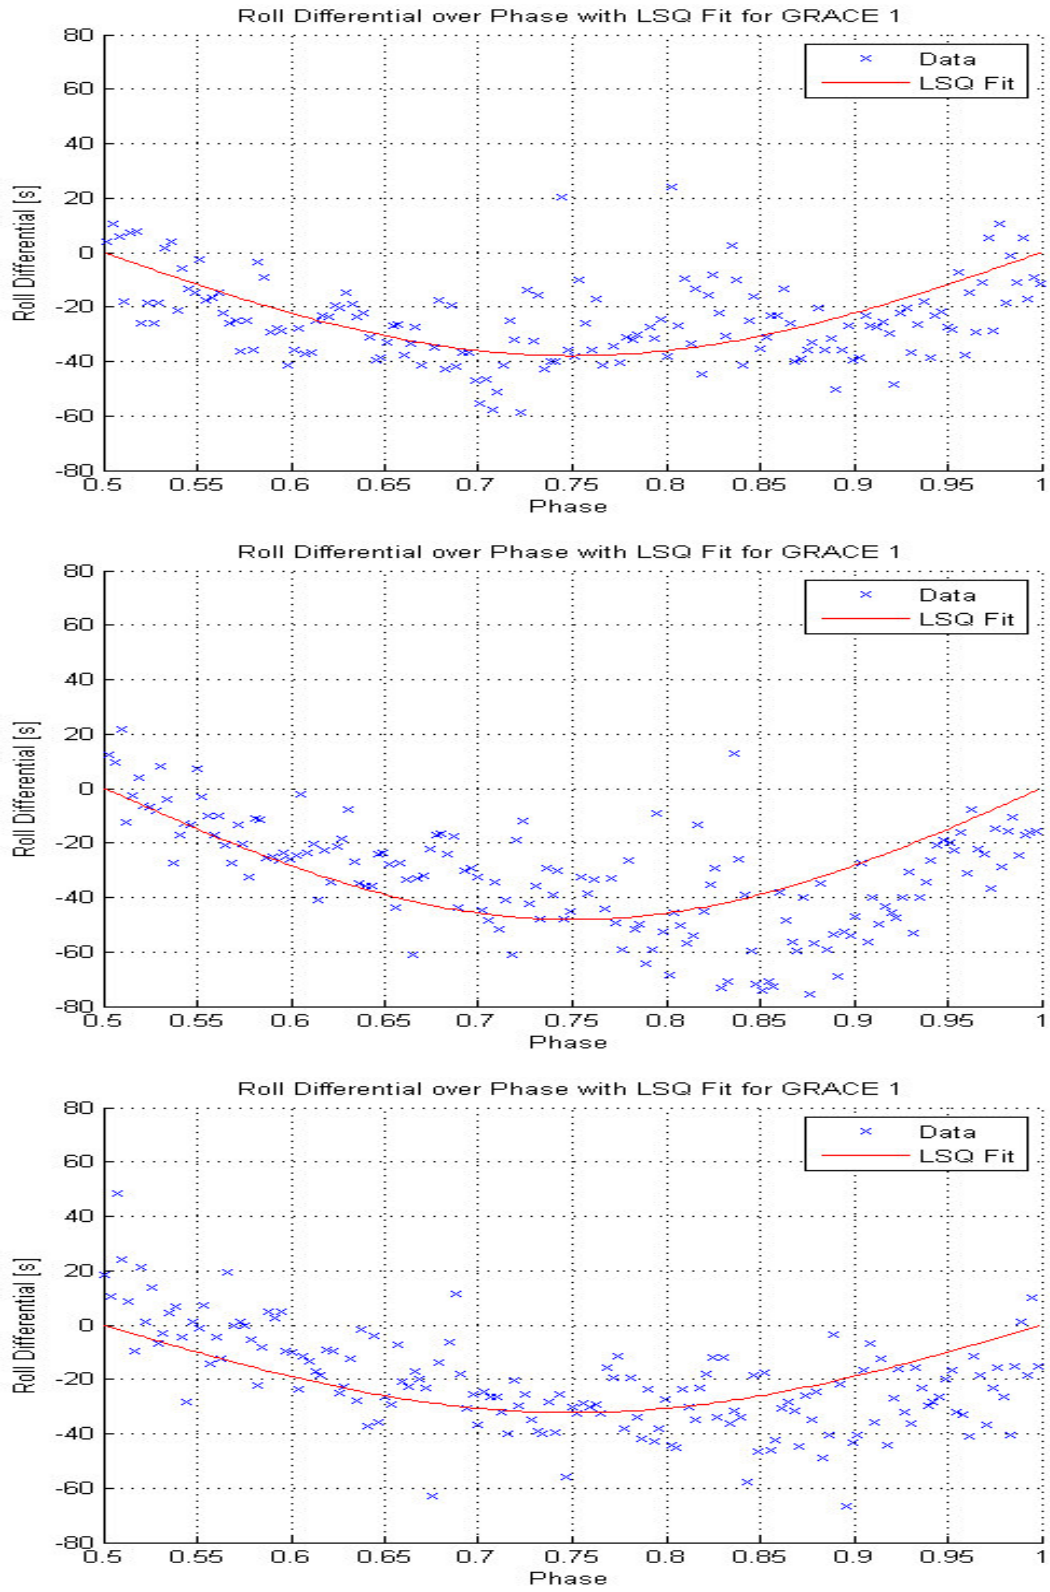 Roll Differential over Phase with LSQ Fit for GRACE 1
80
60
40
20
0
-20
-40
-60
-80
Roll Differential [s]
Data
LSQ Fit
0.5 0.55 0.6 0.65 0.7 0.75 0.8 0.85 0.9 0.95 1
Phase
Roll Differential over Phase with LSQ Fit for GRACE 1
80
60
40
20
0
-20
-40
-60
-80
Roll Differential [s]
Data
LSQ Fit
0.5 0.55 0.6 0.65 0.7 0.75 0.8 0.85 0.9 0.95 1
Phase
Roll Differential over Phase with LSQ Fit for GRACE 1
80
60
40
20
0
-20
-40
-60
-80
Roll Differential [s]
Data
LSQ Fit
0.5 0.55 0.6 0.65 0.7 0.75 0.8 0.85 0.9 0.95 1
Phase